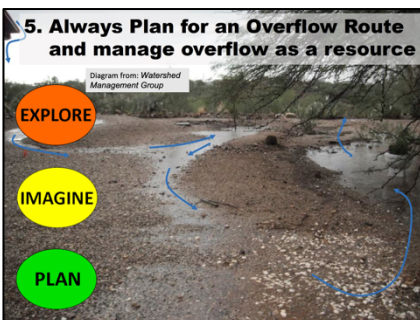 5. Always Plan for an Overflow Route
and manage overflow as a resource
Diagram from: Watershed
Management Group
EXPLORE
IMAGINE
PLAN